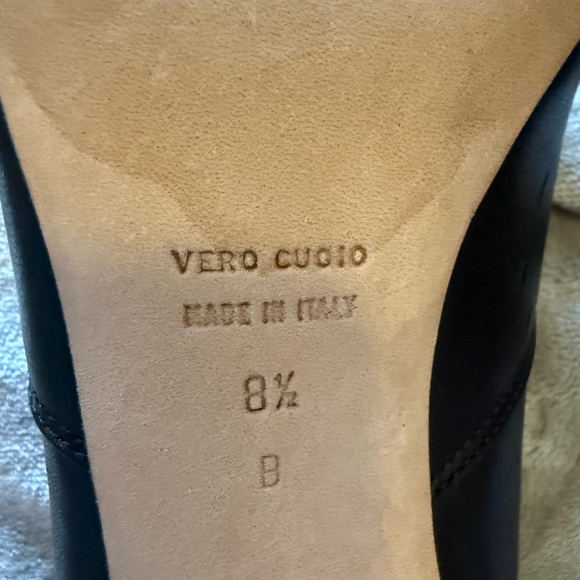 VERO CUOIO
MADE IN ITALY
8½
B